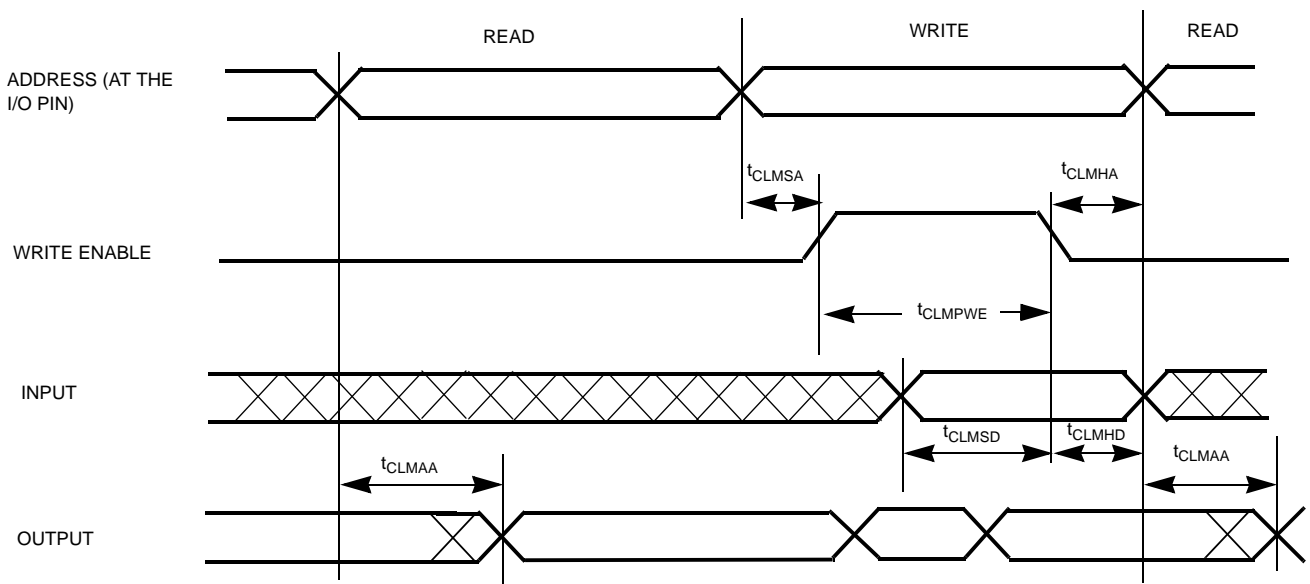 READ
WRITE
READ
ADDRESS (AT THE
I/O PIN)
tCLMSA
tCLMHA
WRITE ENABLE
tCLMPWE
INPUT
tCLMSD
tCLMHD
tCLMAA
tCLMAA
OUTPUT